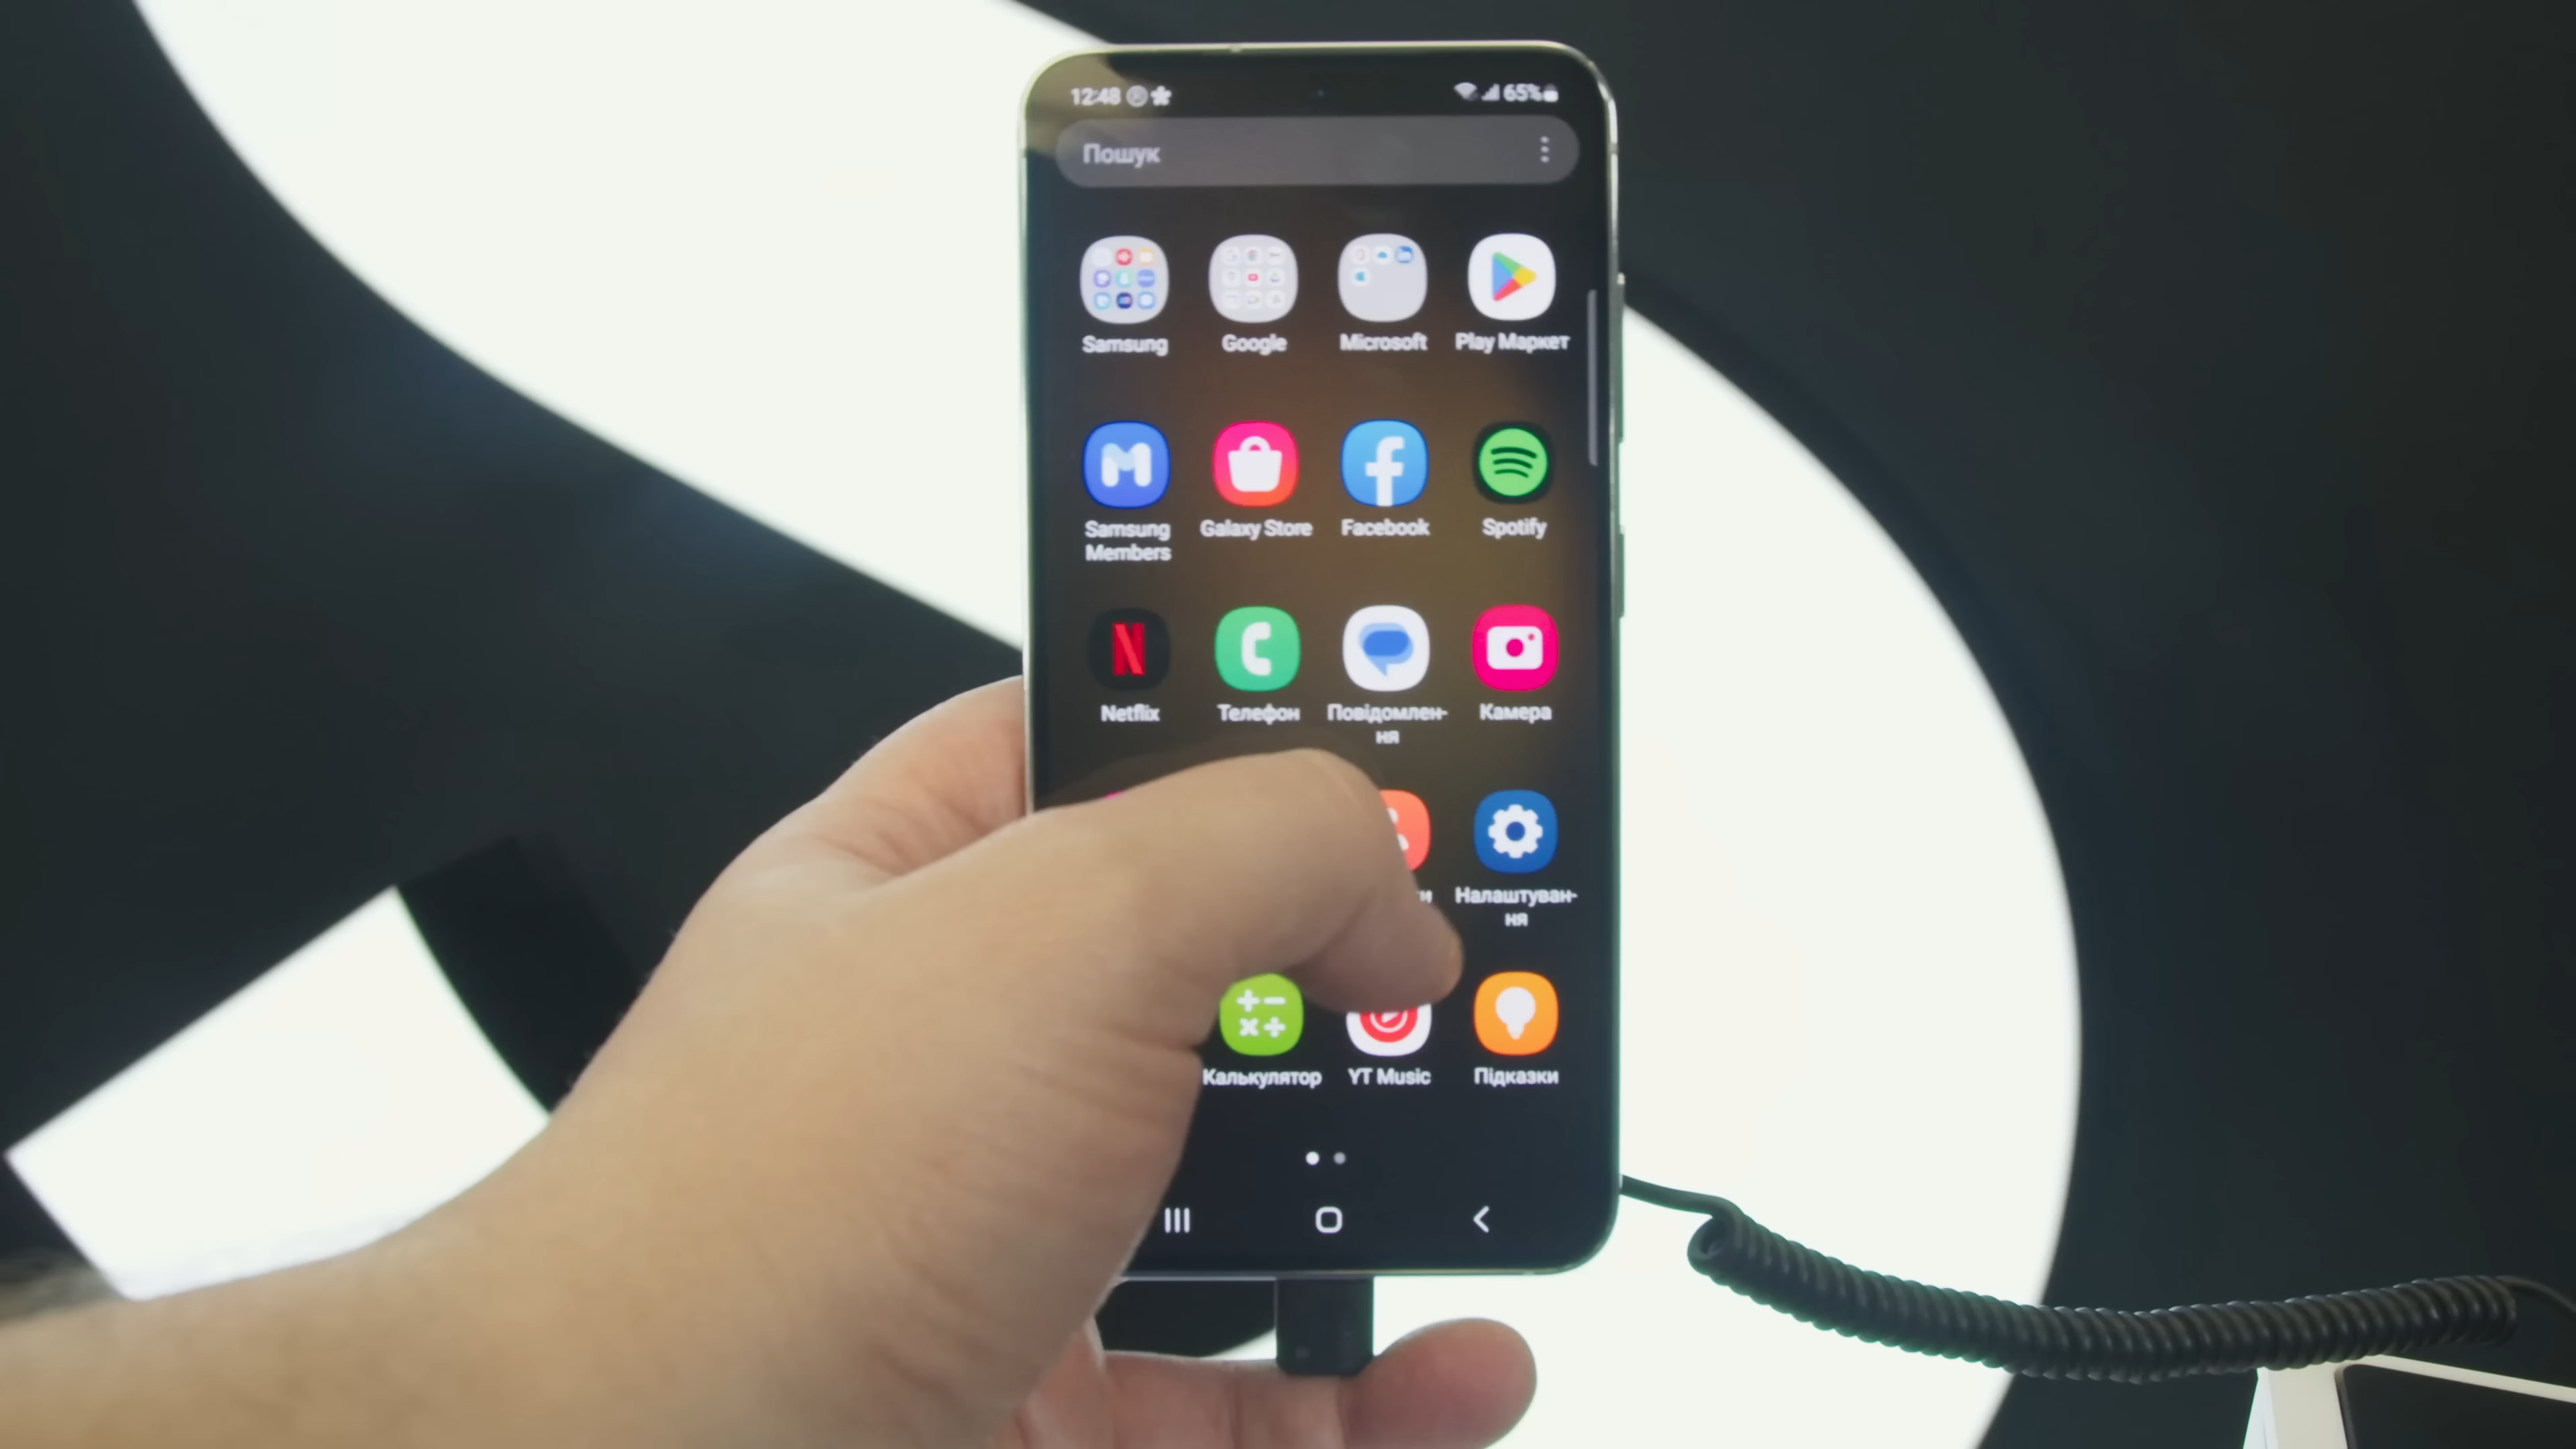 12:48
65%
Пошук
Samsung
Google
Microsoft
Play Маркет
Samsung
Members
Galaxy Store
Facebook
Spotify
Netflix
Телефон
Повідомлен-
ня
Камера
Налаштуван-
ня
Калькулятор
YT Music
Підказки